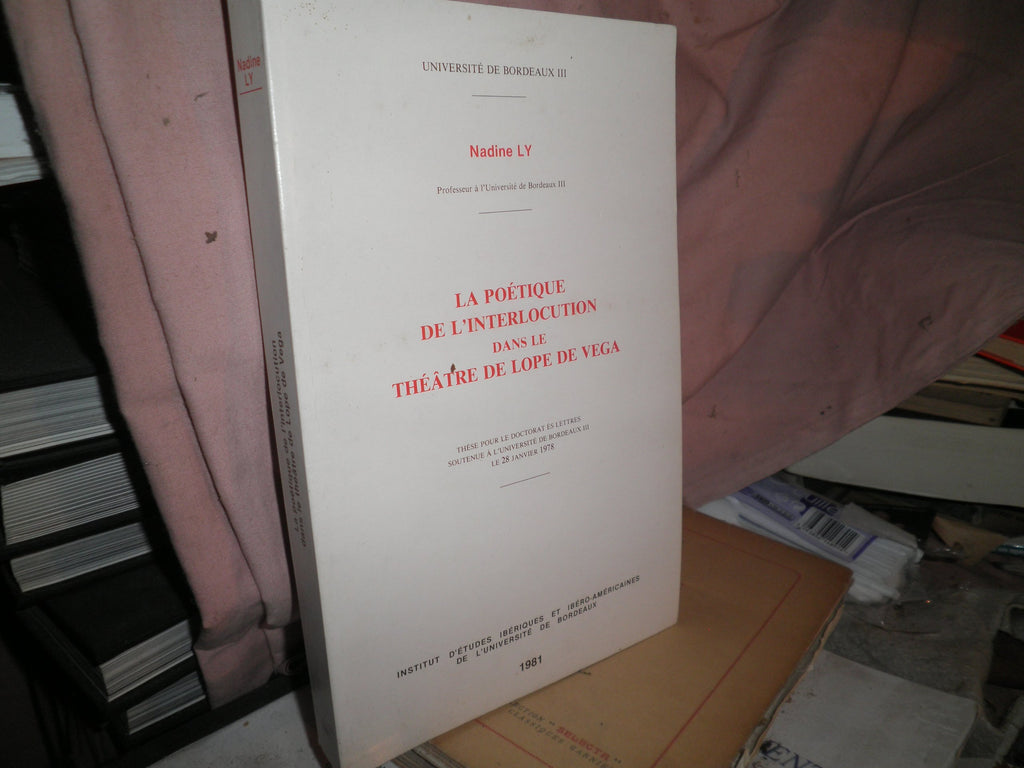 UNIVERSITÉ DE BORDEAUX III
Nadine LY
Professeur à l'Université de Bordeaux III
LA POÉTIQUE
DE L'INTERLOCUTION
DANS LE
THÉÂTRE DE LOPE DE VEGA
THÈSE POUR LE DOCTORAT ÈS LETTRES
SOUTENUE À L'UNIVERSITÉ DE BORDEAUX III
LE 28 JANVIER 1978
INSTITUT D'ÉTUDES IBÉRIQUES ET IBÉRO-AMÉRICAINES
DE L'UNIVERSITÉ DE BORDEAUX
1981
Nadine
LY
La poétique de l'interlocution
dans le théâtre de Lope de Vega
"SELECTA"
CLASSIQUES GARNIER